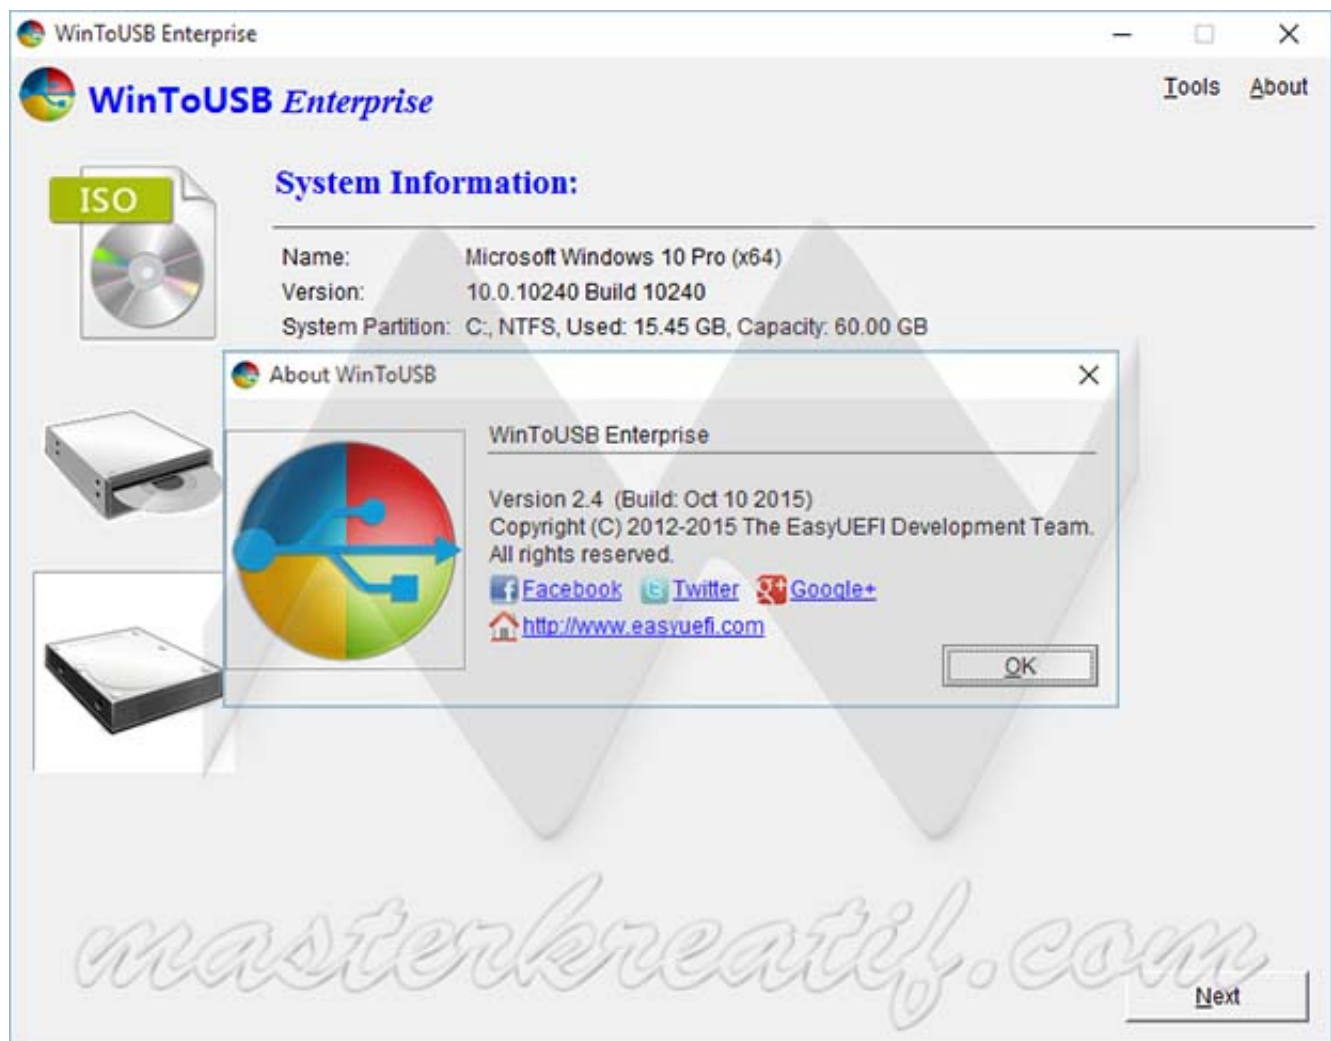 WinToUSB Enterprise
WinToUSB Enterprise
Tools About
ISO
System Information:
Name: Microsoft Windows 10 Pro (x64)
Version: 10.0.10240 Build 10240
System Partition: C:, NTFS, Used: 15.45 GB, Capacity: 60.00 GB
About WinToUSB
WinToUSB Enterprise
Version 2.4 (Build: Oct 10 2015)
Copyright (C) 2012-2015 The EasyUEFI Development Team.
All rights reserved.
Facebook Twitter Google+
http://www.easyuefi.com
OK
masterkreatif.com
Next